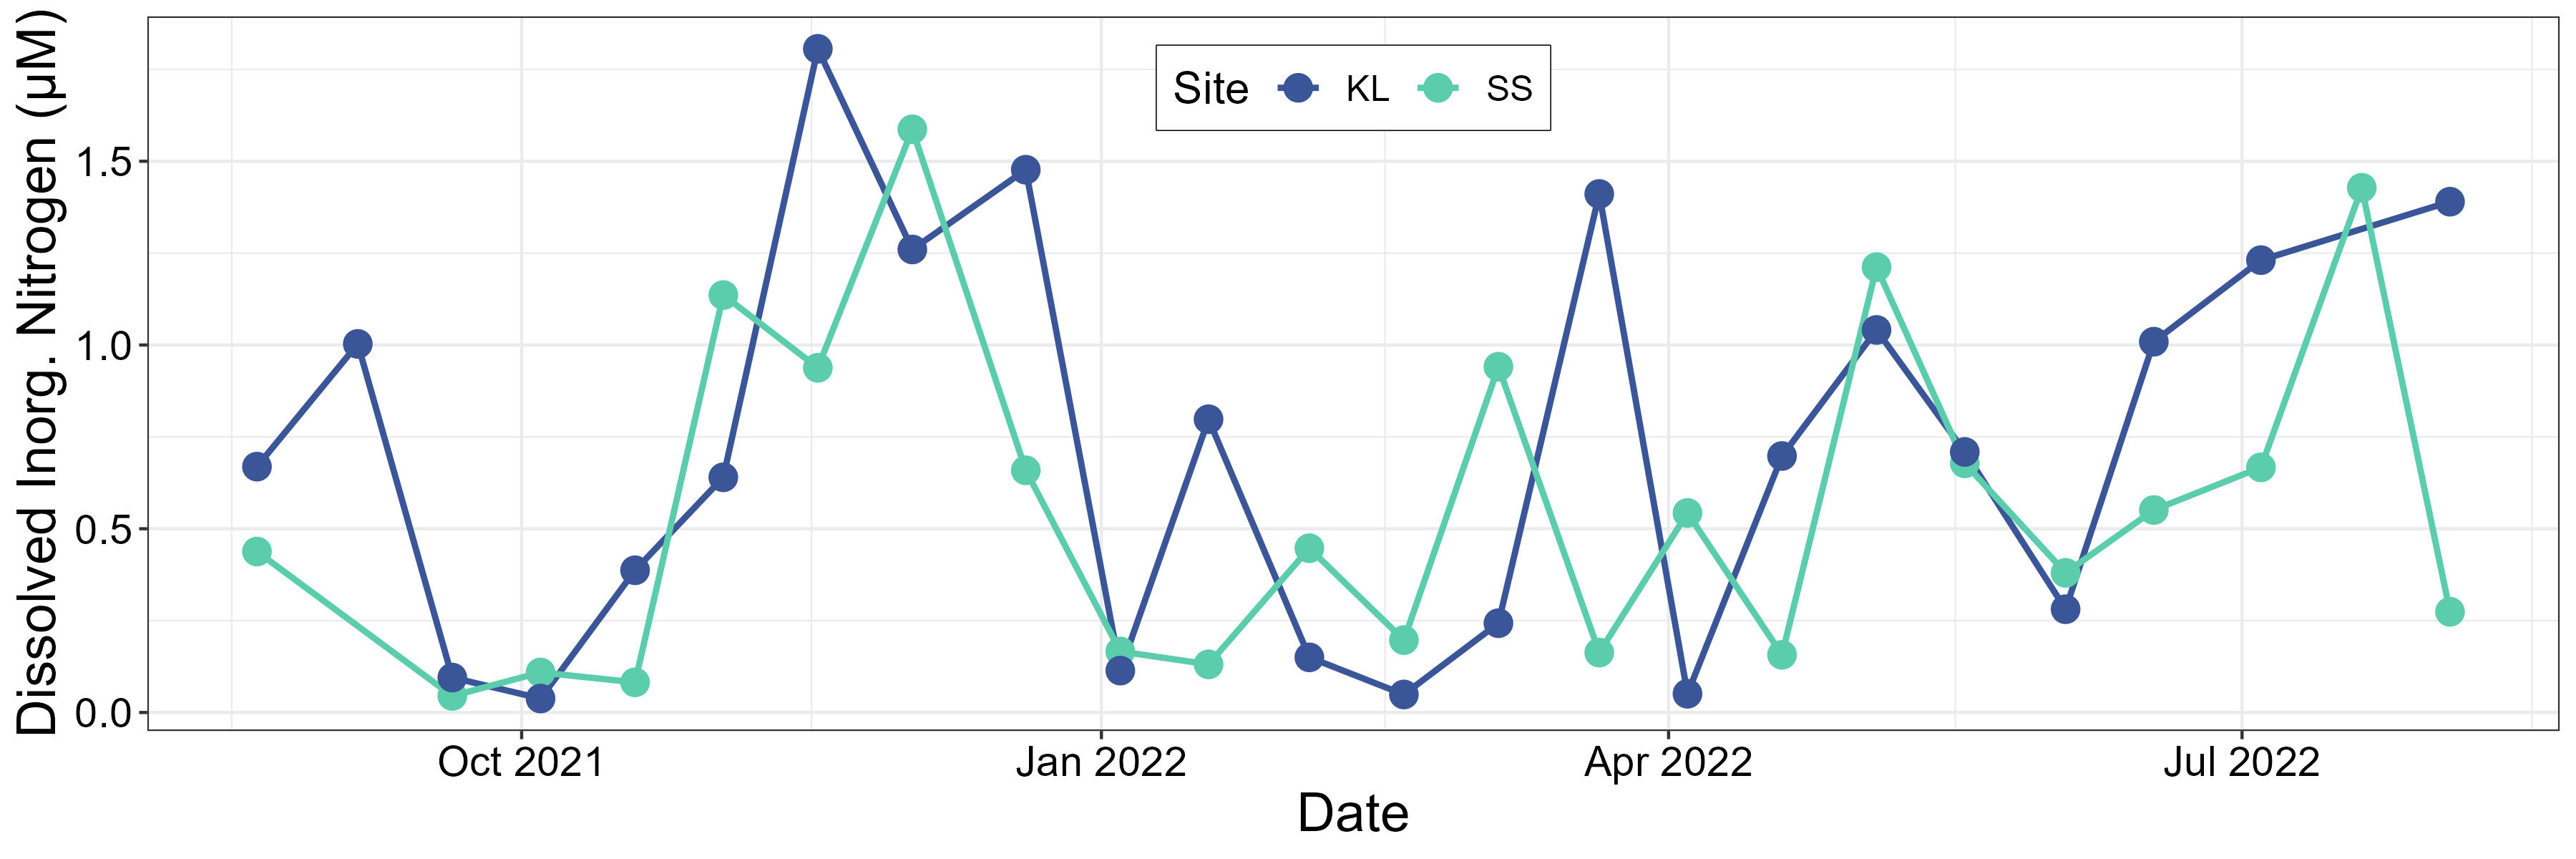 Dissolved Inorg. Nitrogen (µM)
Site KL SS
1.5
1.0
0.5
0.0
Oct 2021 Jan 2022 Apr 2022 Jul 2022
Date